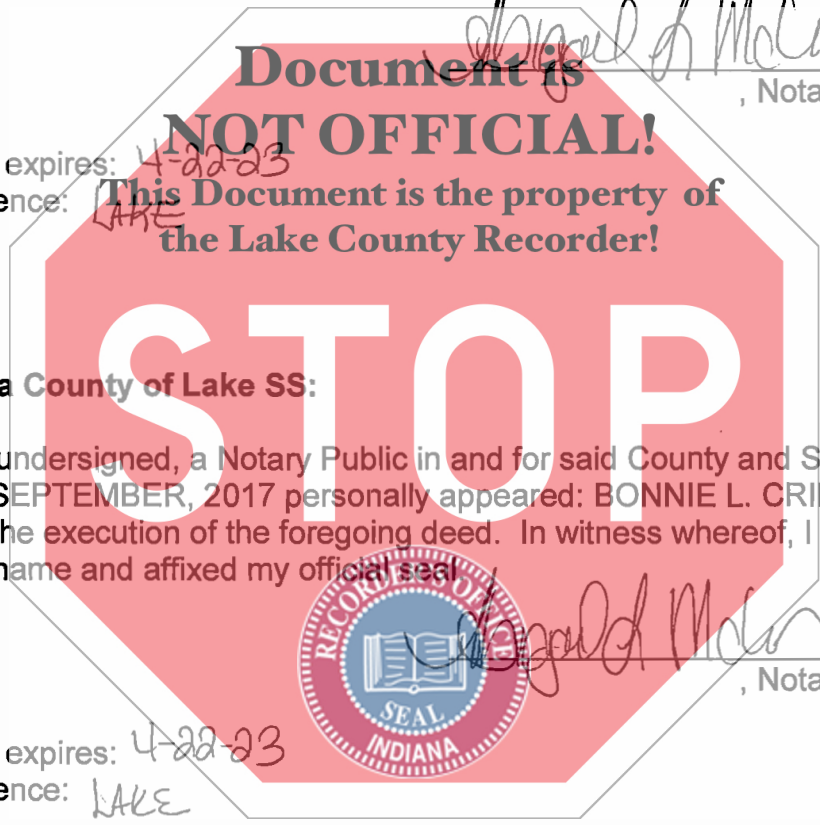 Document is
, Nota
NOT OFFICIAL!
expires: 4-22-23
This Document is the property of
ence: LAKE
the Lake County Recorder!
STOP
a County of Lake SS:
undersigned, a Notary Public in and for said County and S
SEPTEMBER, 2017 personally appeared: BONNIE L. CRI
he execution of the foregoing deed. In witness whereof, I
name and affixed my official seal
RECORDER'S OFFICE
SEAL
INDIANA
, Nota
expires: 4-22-23
ence: LAKE